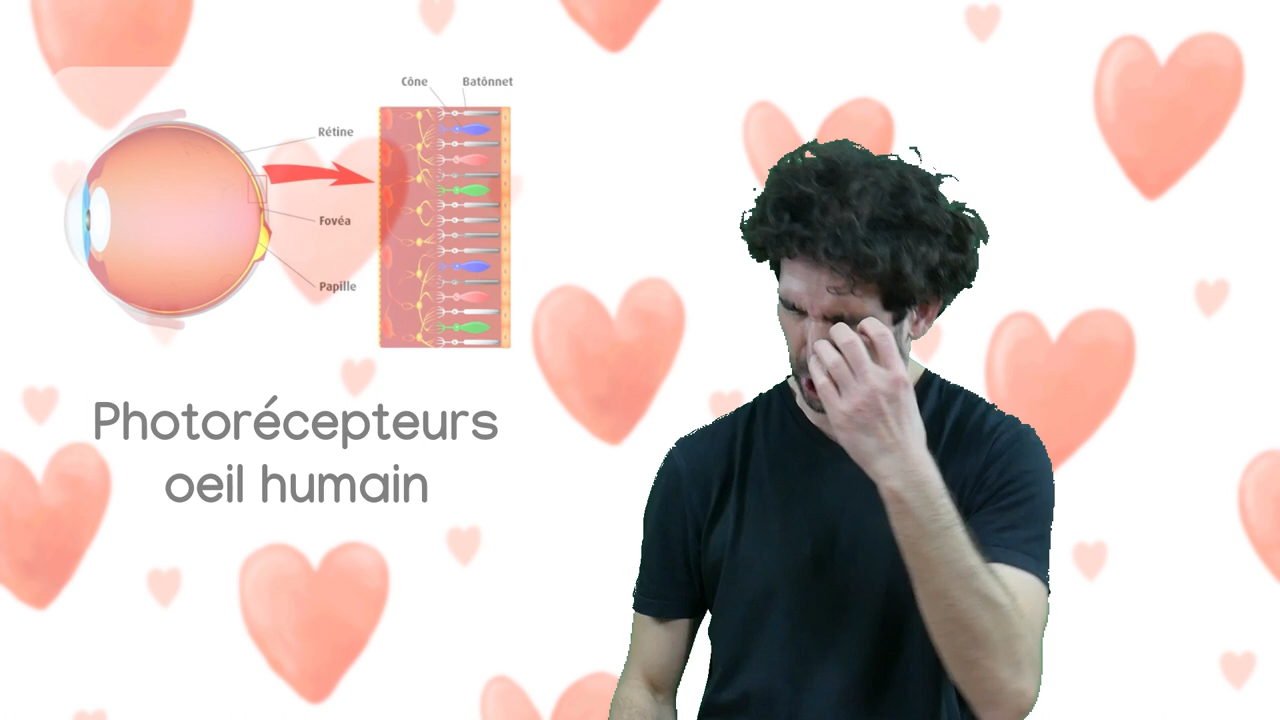 Cône Batônnet
Rétine
Fovéa
Papille
Photorécepteurs
oeil humain